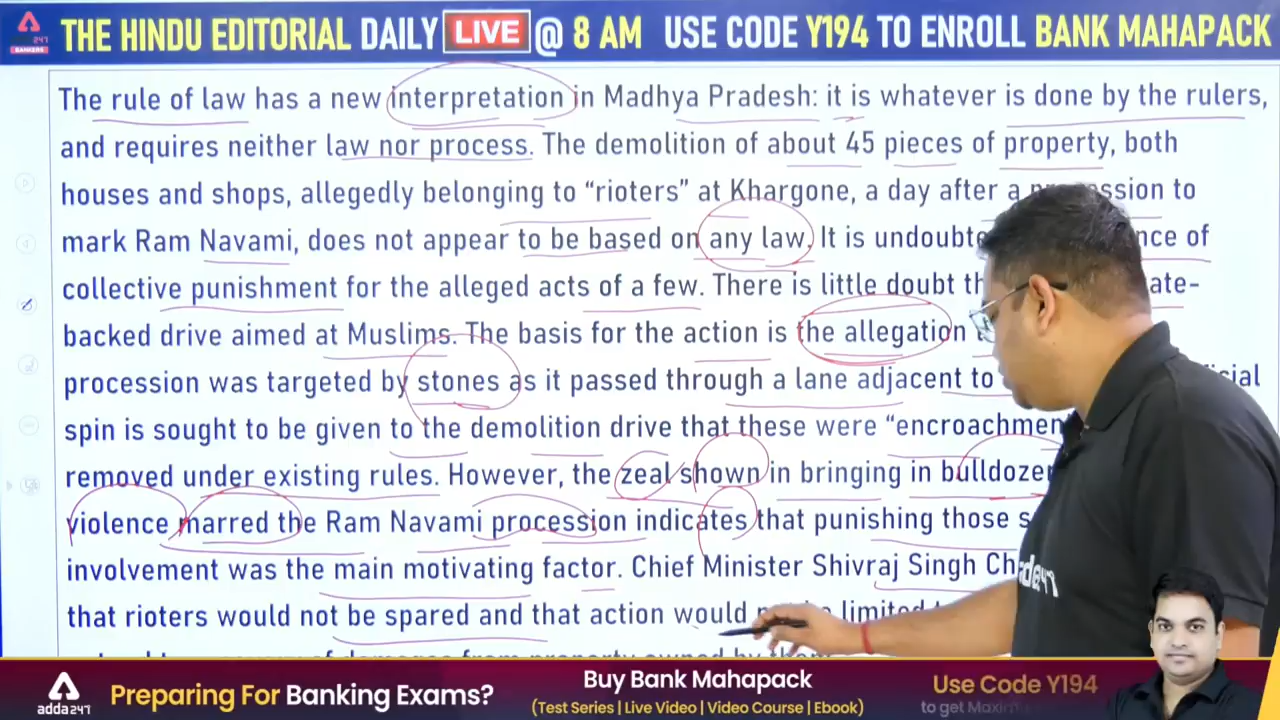 247
BANKERS
THE HINDU EDITORIAL DAILY LIVE @ 8 AM USE CODE Y194 TO ENROLL BANK MAHAPACK
The rule of law has a new interpretation in Madhya Pradesh: it is whatever is done by the rulers,
and requires neither law nor process. The demolition of about 45 pieces of property, both
houses and shops, allegedly belonging to “rioters” at Khargone, a day after a to
mark Ram Navami, does not appear to be based on any law. It is of
collective punishment for the alleged acts of a few. There is little doubt
backed drive aimed at Muslims. The basis for the action is the allegation
procession was targeted by stones as it passed through a lane adjacent to
spin is sought to be given to the demolition drive that these were
removed under existing rules. However, the zeal shown in bringing in
violence marred the Ram Navami procession indicates that punishing those
involvement was the main motivating factor. Chief Minister Shivraj Singh
that rioters would not be spared and that action would limited
adda247
Preparing For Banking Exams?
Buy Bank Mahapack
(Test Series | Live Video | Video Course | Ebook)
Use Code Y194
to get